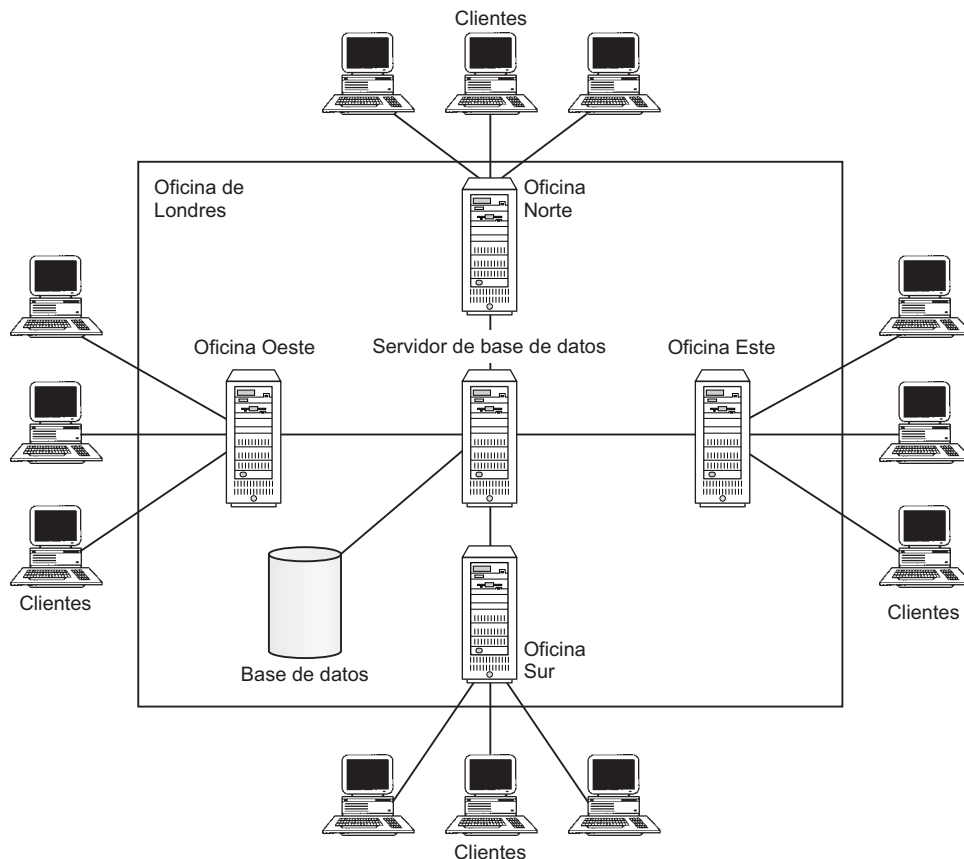 Clientes
Oficina de
Londres
Oficina
Norte
Oficina Oeste
Servidor de base de datos
Oficina Este
Clientes
Clientes
Base de datos
Oficina
Sur
Clientes